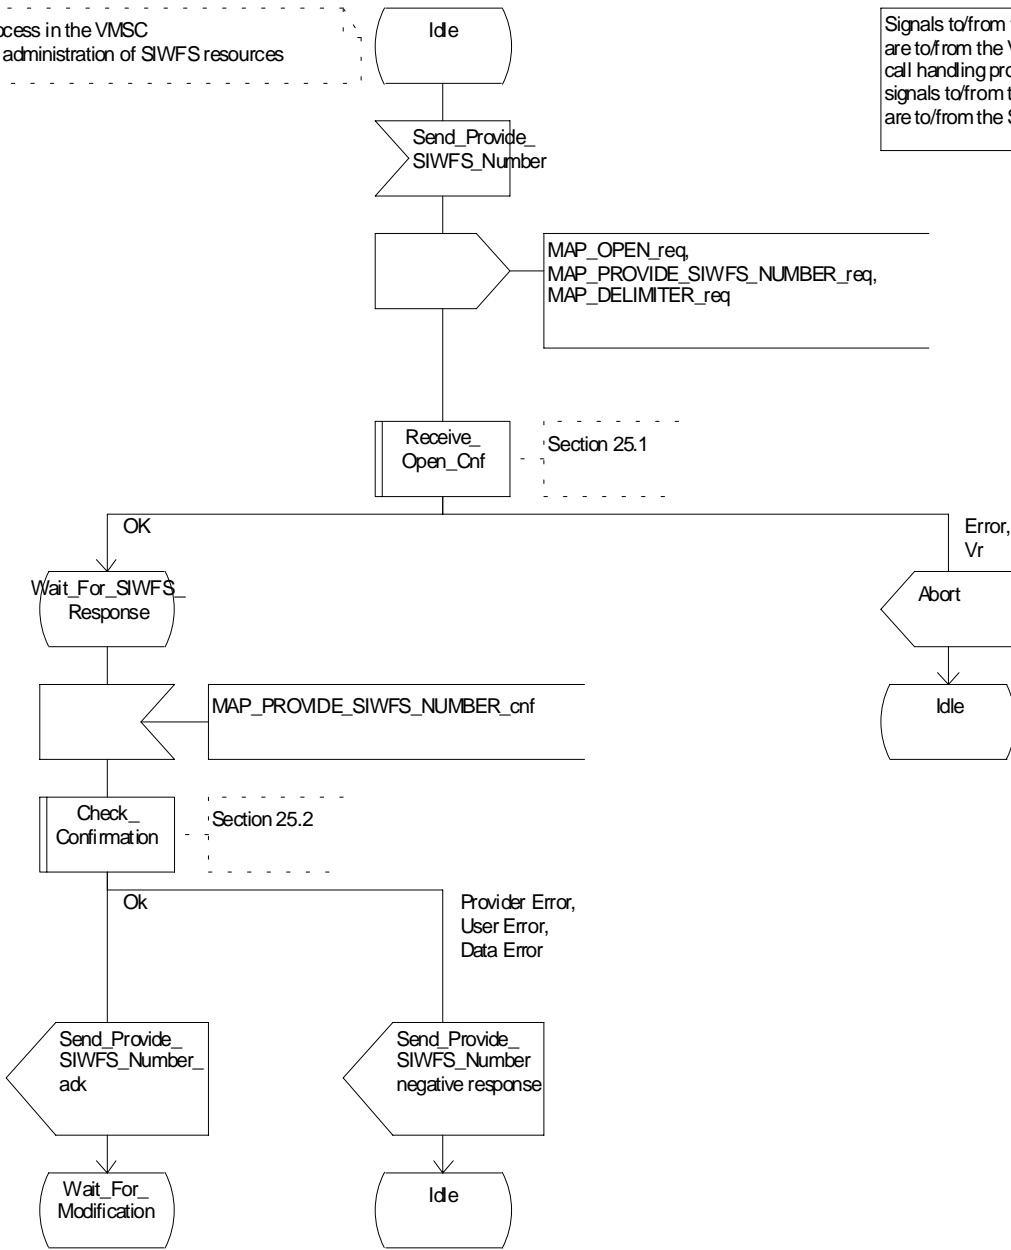 in the VMSC
administration of SIWFS resources
Idle
Signals to/from
are to/from the
call handling
signals to/from
are to/from the
Send_Provide_
SIWFS_Number
MAP_OPEN_req,
MAP_PROVIDE_SIWFS_NUMBER_req,
MAP_DELIMITER_req
Receive_
Open_Cnf
Section 25.1
OK
Error,
Vr
Wait_For_SIWFS_
Response
Abort
MAP_PROVIDE_SIWFS_NUMBER_cnf
Idle
Check_
Confirmation
Section 25.2
Ok
Provider Error,
User Error,
Data Error
Send_Provide_
SIWFS_Number_
ack
Send_Provide_
SIWFS_Number
negative response
Wait_For_
Modification
Idle